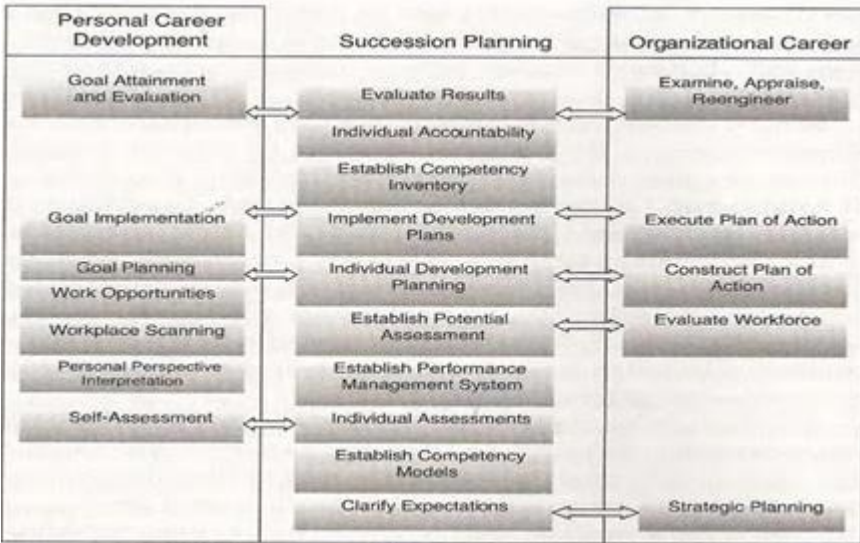 Personal Career
Development
Succession Planning
Organizational Career
Goal Attainment
and Evaluation
Evaluate Results
Examine, Appraise,
Reengineer
Individual Accountability
Establish Competency
Inventory
Goal Implementation
Implement Development
Plans
Execute Plan of Action
Goal Planning
Individual Development
Planning
Construct Plan of
Action
Work Opportunities
Workplace Scanning
Establish Potential
Assessment
Evaluate Workforce
Personal Perspective
Interpretation
Establish Performance
Management System
Self-Assessment
Individual Assessments
Establish Competency
Models
Clarify Expectations
Strategic Planning